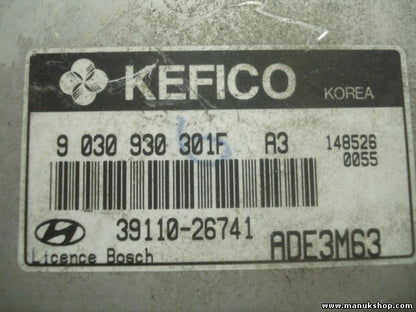 KEFICO KOREA
9 030 930 301F A3 148526
0055
39110-26741 ADE3M63
Licence Bosch
www.manukshop.com